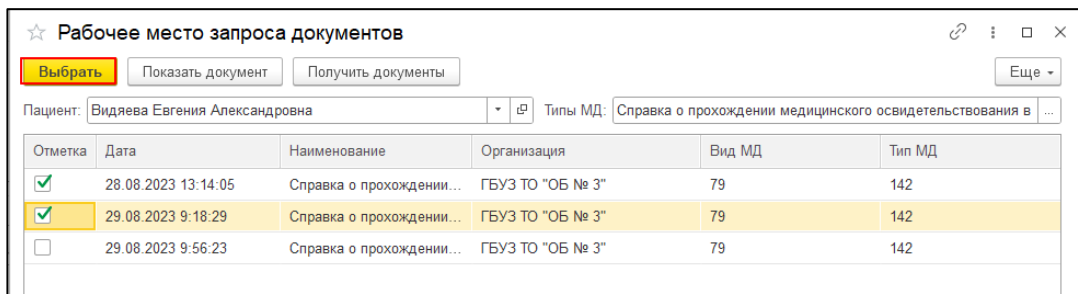 Рабочее место запроса документов
Выбрать Показать документ Получить документы Еще
Пациент: Видяева Евгения Александровна Типы МД: Справка о прохождении медицинского освидетельствования в ...
Отметка Дата Наименование Организация Вид МД Тип МД
28.08.2023 13:14:05 Справка о прохождении... ГБУЗ ТО "ОБ № 3" 79 142
29.08.2023 9:18:29 Справка о прохождении... ГБУЗ ТО "ОБ № 3" 79 142
29.08.2023 9:56:23 Справка о прохождении... ГБУЗ ТО "ОБ № 3" 79 142